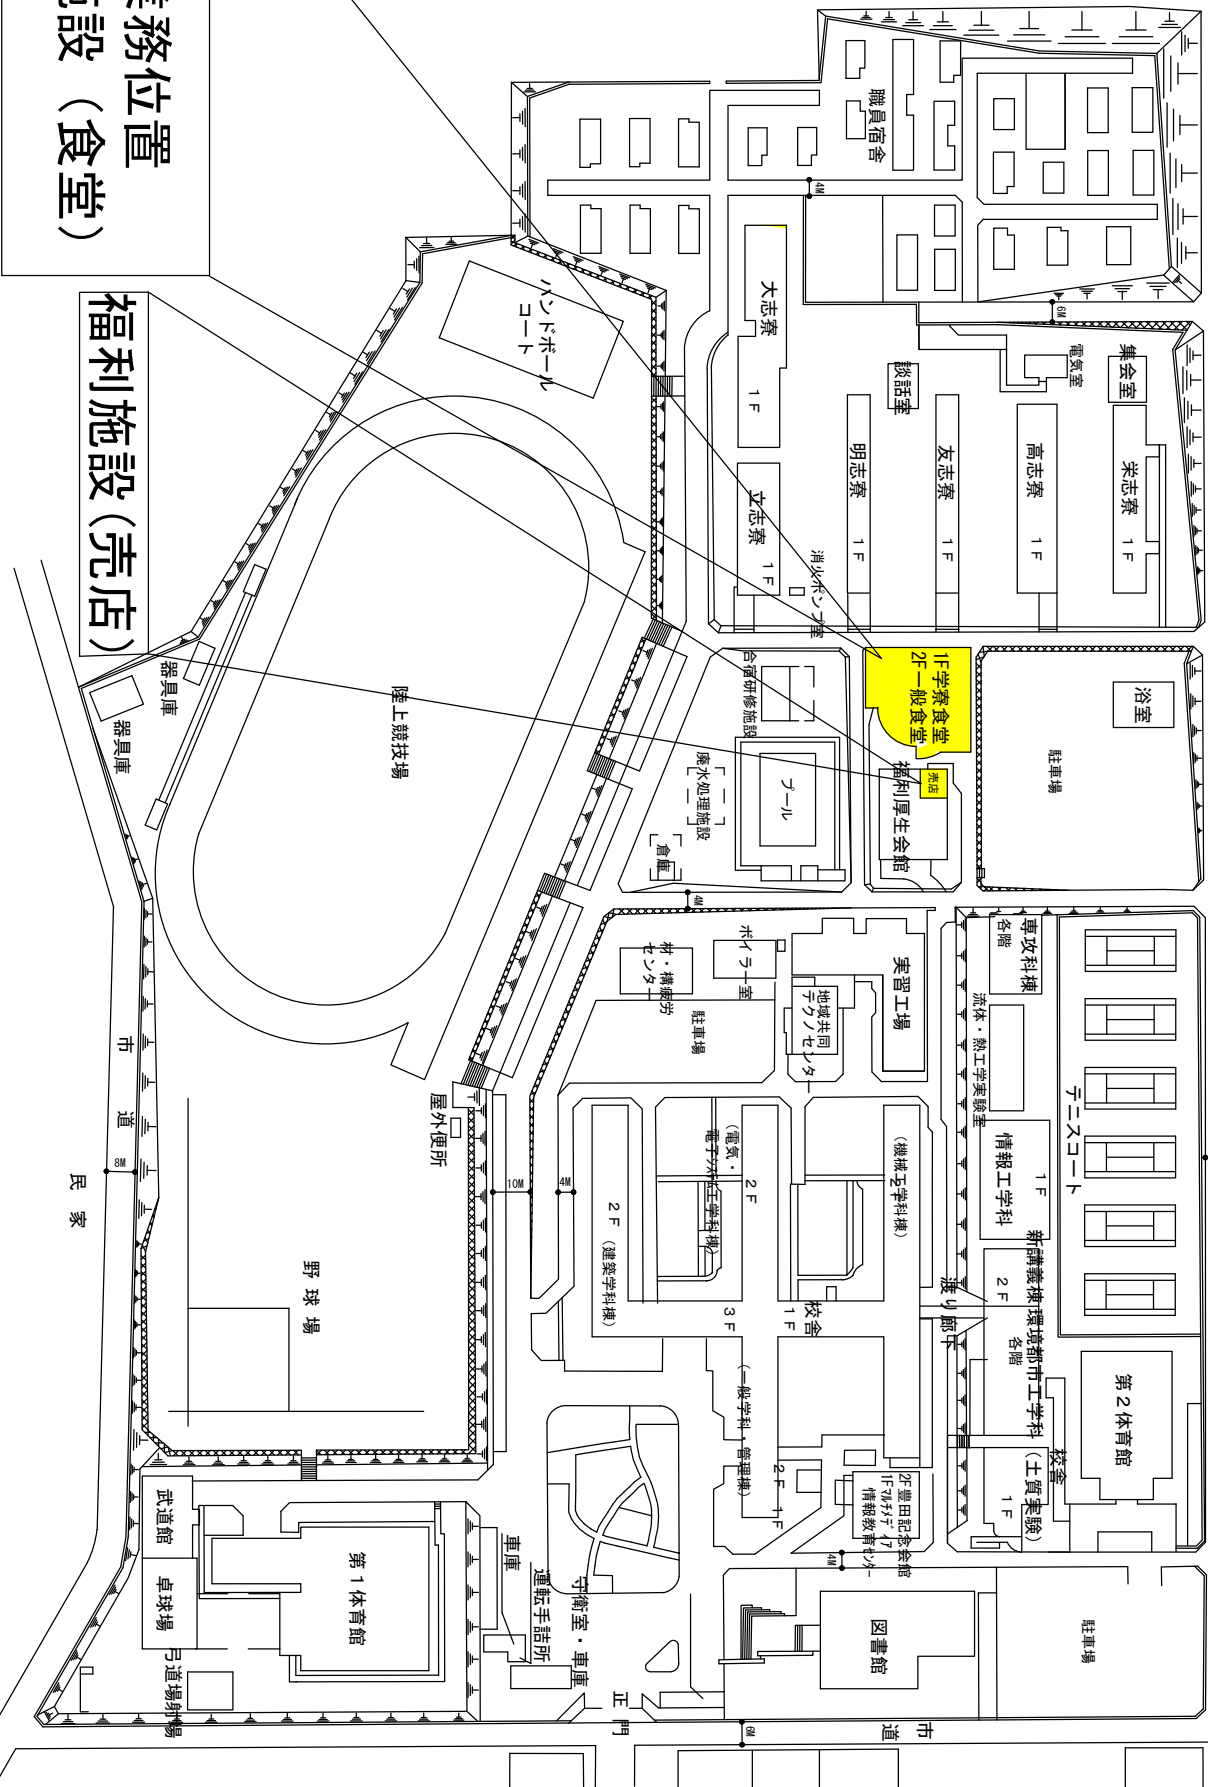 務位置
設（食堂）
福利施設（売店）
職員宿舎
4M
6M
大志寮
1F
ハンドボール
コート
談話室
電気室
集会室
明志寮 1F
友志寮 1F
高志寮 1F
栄志寮 1F
立志寮 1F
消火ポンプ室
1F学寮食堂
2F一般食堂
売店
福利厚生会館
浴室
駐車場
合宿研修施設
プール
廃水処理施設
倉庫
4M
器具庫
器具庫
陸上競技場
専攻科棟
各階
実習工場
ボイラー室
材・構疲労
センター
地域共同
テクノセンター
駐車場
流体・熱工学実験室
テニスコート
1F
情報工学科
屋外便所
市道
8M
民家
10M
4M
2F（建築学科棟）
（電気・
電子システム工学科棟）
2F
（機械工学科棟）
2F
新講義棟
2F
環境都市工学科
各階
渡り廊下
校舎
1F
3F
（一般学科・管理棟）
2F
1F
野球場
第２体育館
校舎
（土質実験）
1F
2F豊田記念会館
1Fマルチメディア
情報教育センター
4M
武道館
卓球場
第１体育館
弓道場射場
車庫
運転手詰所
守衛室・車庫
図書館
駐車場
正門
6M
市道